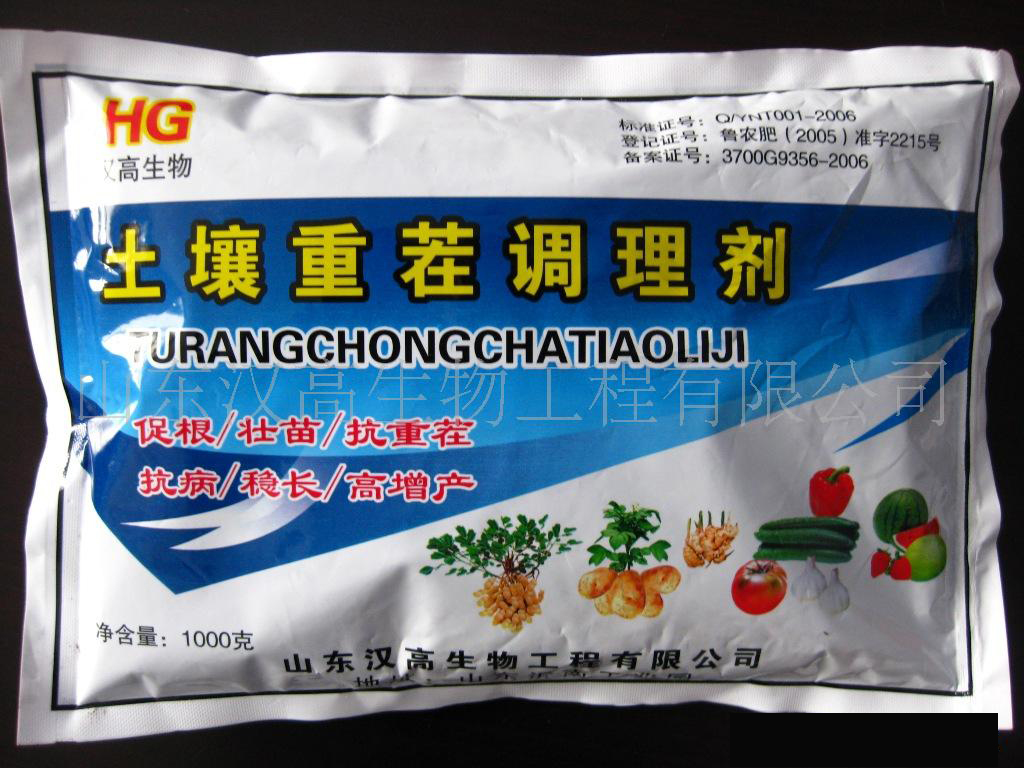 HG
汉高生物
标准证号：Q/YNT001-2006
登记证号：鲁农肥（2005）准字2215号
备案证号：3700G9356-2006
土壤重茬调理剂
TURANGCHONGCHATIAOLIJI
山东汉高生物工程有限公司
促根/壮苗/抗重茬
抗病/稳长/高增产
净含量：1000克
山东汉高生物工程有限公司
地址：山东